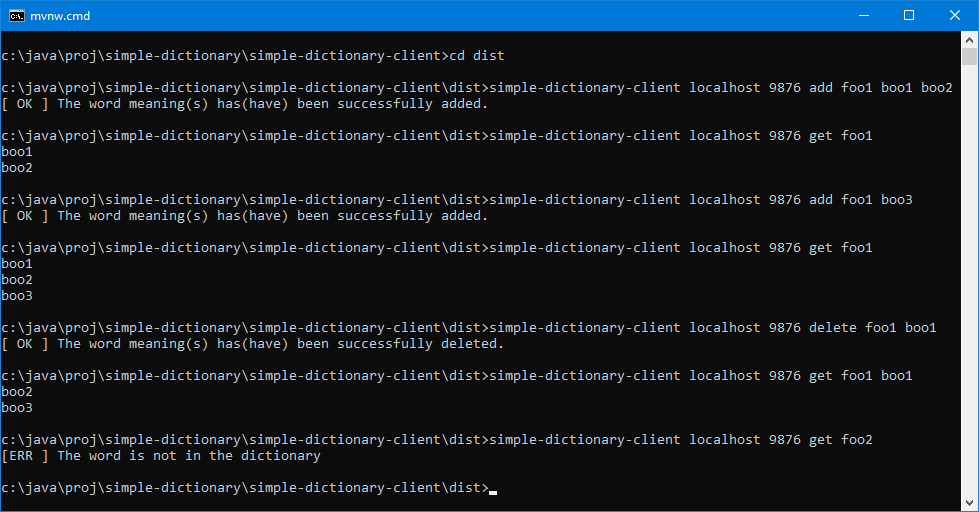 mvnw.cmd
c:\java\proj\simple-dictionary\simple-dictionary-client>cd dist
c:\java\proj\simple-dictionary\simple-dictionary-client\dist>simple-dictionary-client localhost 9876 add foo1 boo1 boo2
[ OK ] The word meaning(s) has(have) been successfully added.
c:\java\proj\simple-dictionary\simple-dictionary-client\dist>simple-dictionary-client localhost 9876 get foo1
boo1
boo2
c:\java\proj\simple-dictionary\simple-dictionary-client\dist>simple-dictionary-client localhost 9876 add foo1 boo3
[ OK ] The word meaning(s) has(have) been successfully added.
c:\java\proj\simple-dictionary\simple-dictionary-client\dist>simple-dictionary-client localhost 9876 get foo1
boo1
boo2
boo3
c:\java\proj\simple-dictionary\simple-dictionary-client\dist>simple-dictionary-client localhost 9876 delete foo1 boo1
[ OK ] The word meaning(s) has(have) been successfully deleted.
c:\java\proj\simple-dictionary\simple-dictionary-client\dist>simple-dictionary-client localhost 9876 get foo1 boo1
boo2
boo3
c:\java\proj\simple-dictionary\simple-dictionary-client\dist>simple-dictionary-client localhost 9876 get foo2
[ERR ] The word is not in the dictionary
c:\java\proj\simple-dictionary\simple-dictionary-client\dist>